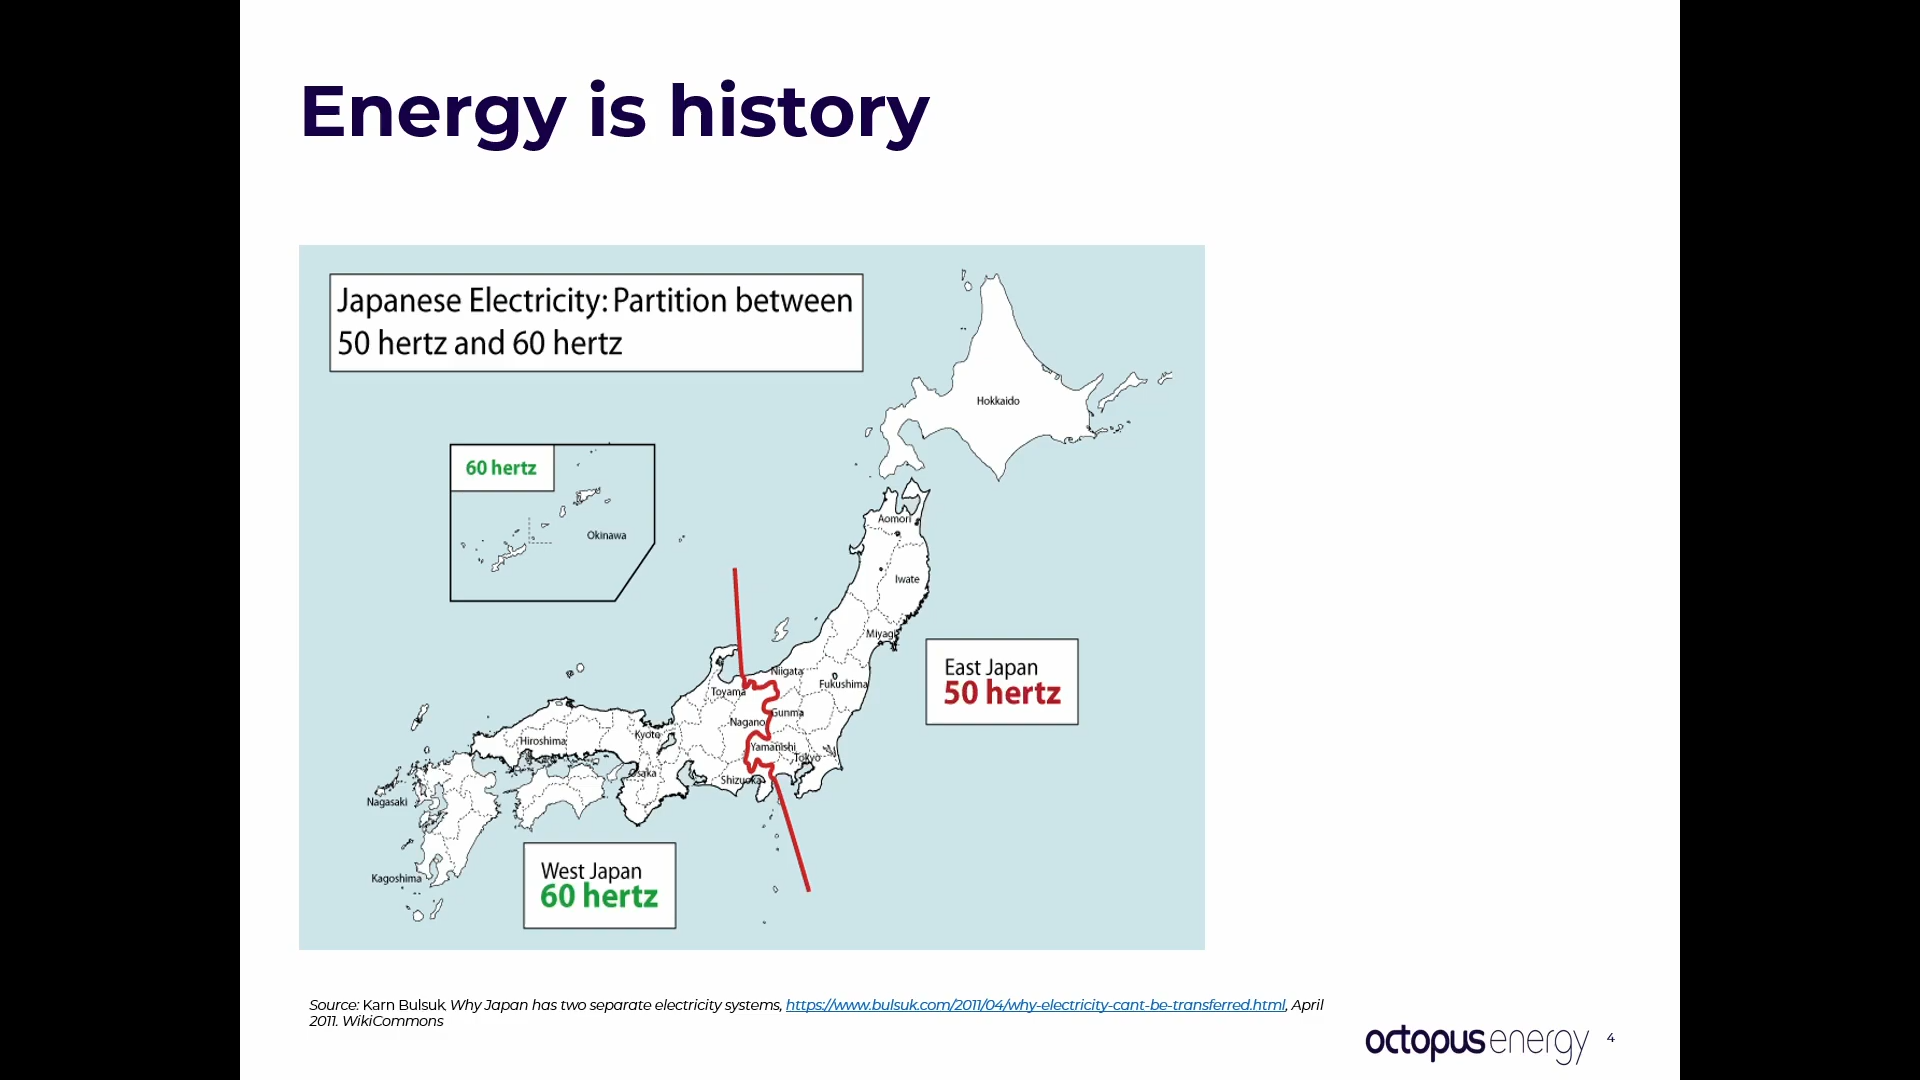 Energy is history
Japanese Electricity: Partition between
50 hertz and 60 hertz
Hokkaido
60 hertz
Okinawa
Aomori
Iwate
Miyagi
East Japan
50 hertz
Niigata
Fukushima
Toyama
Gunma
Nagano
Kyoto
Hiroshima
Yamanishi
Tokyo
Osaka
Shizuoka
Nagasaki
West Japan
60 hertz
Kagoshima
Source: Karn Bulsuk, Why Japan has two separate electricity systems, https://www.bulsuk.com/2011/04/why-electricity-cant-be-transferred.html, April
2011. WikiCommons
octopus energy
4